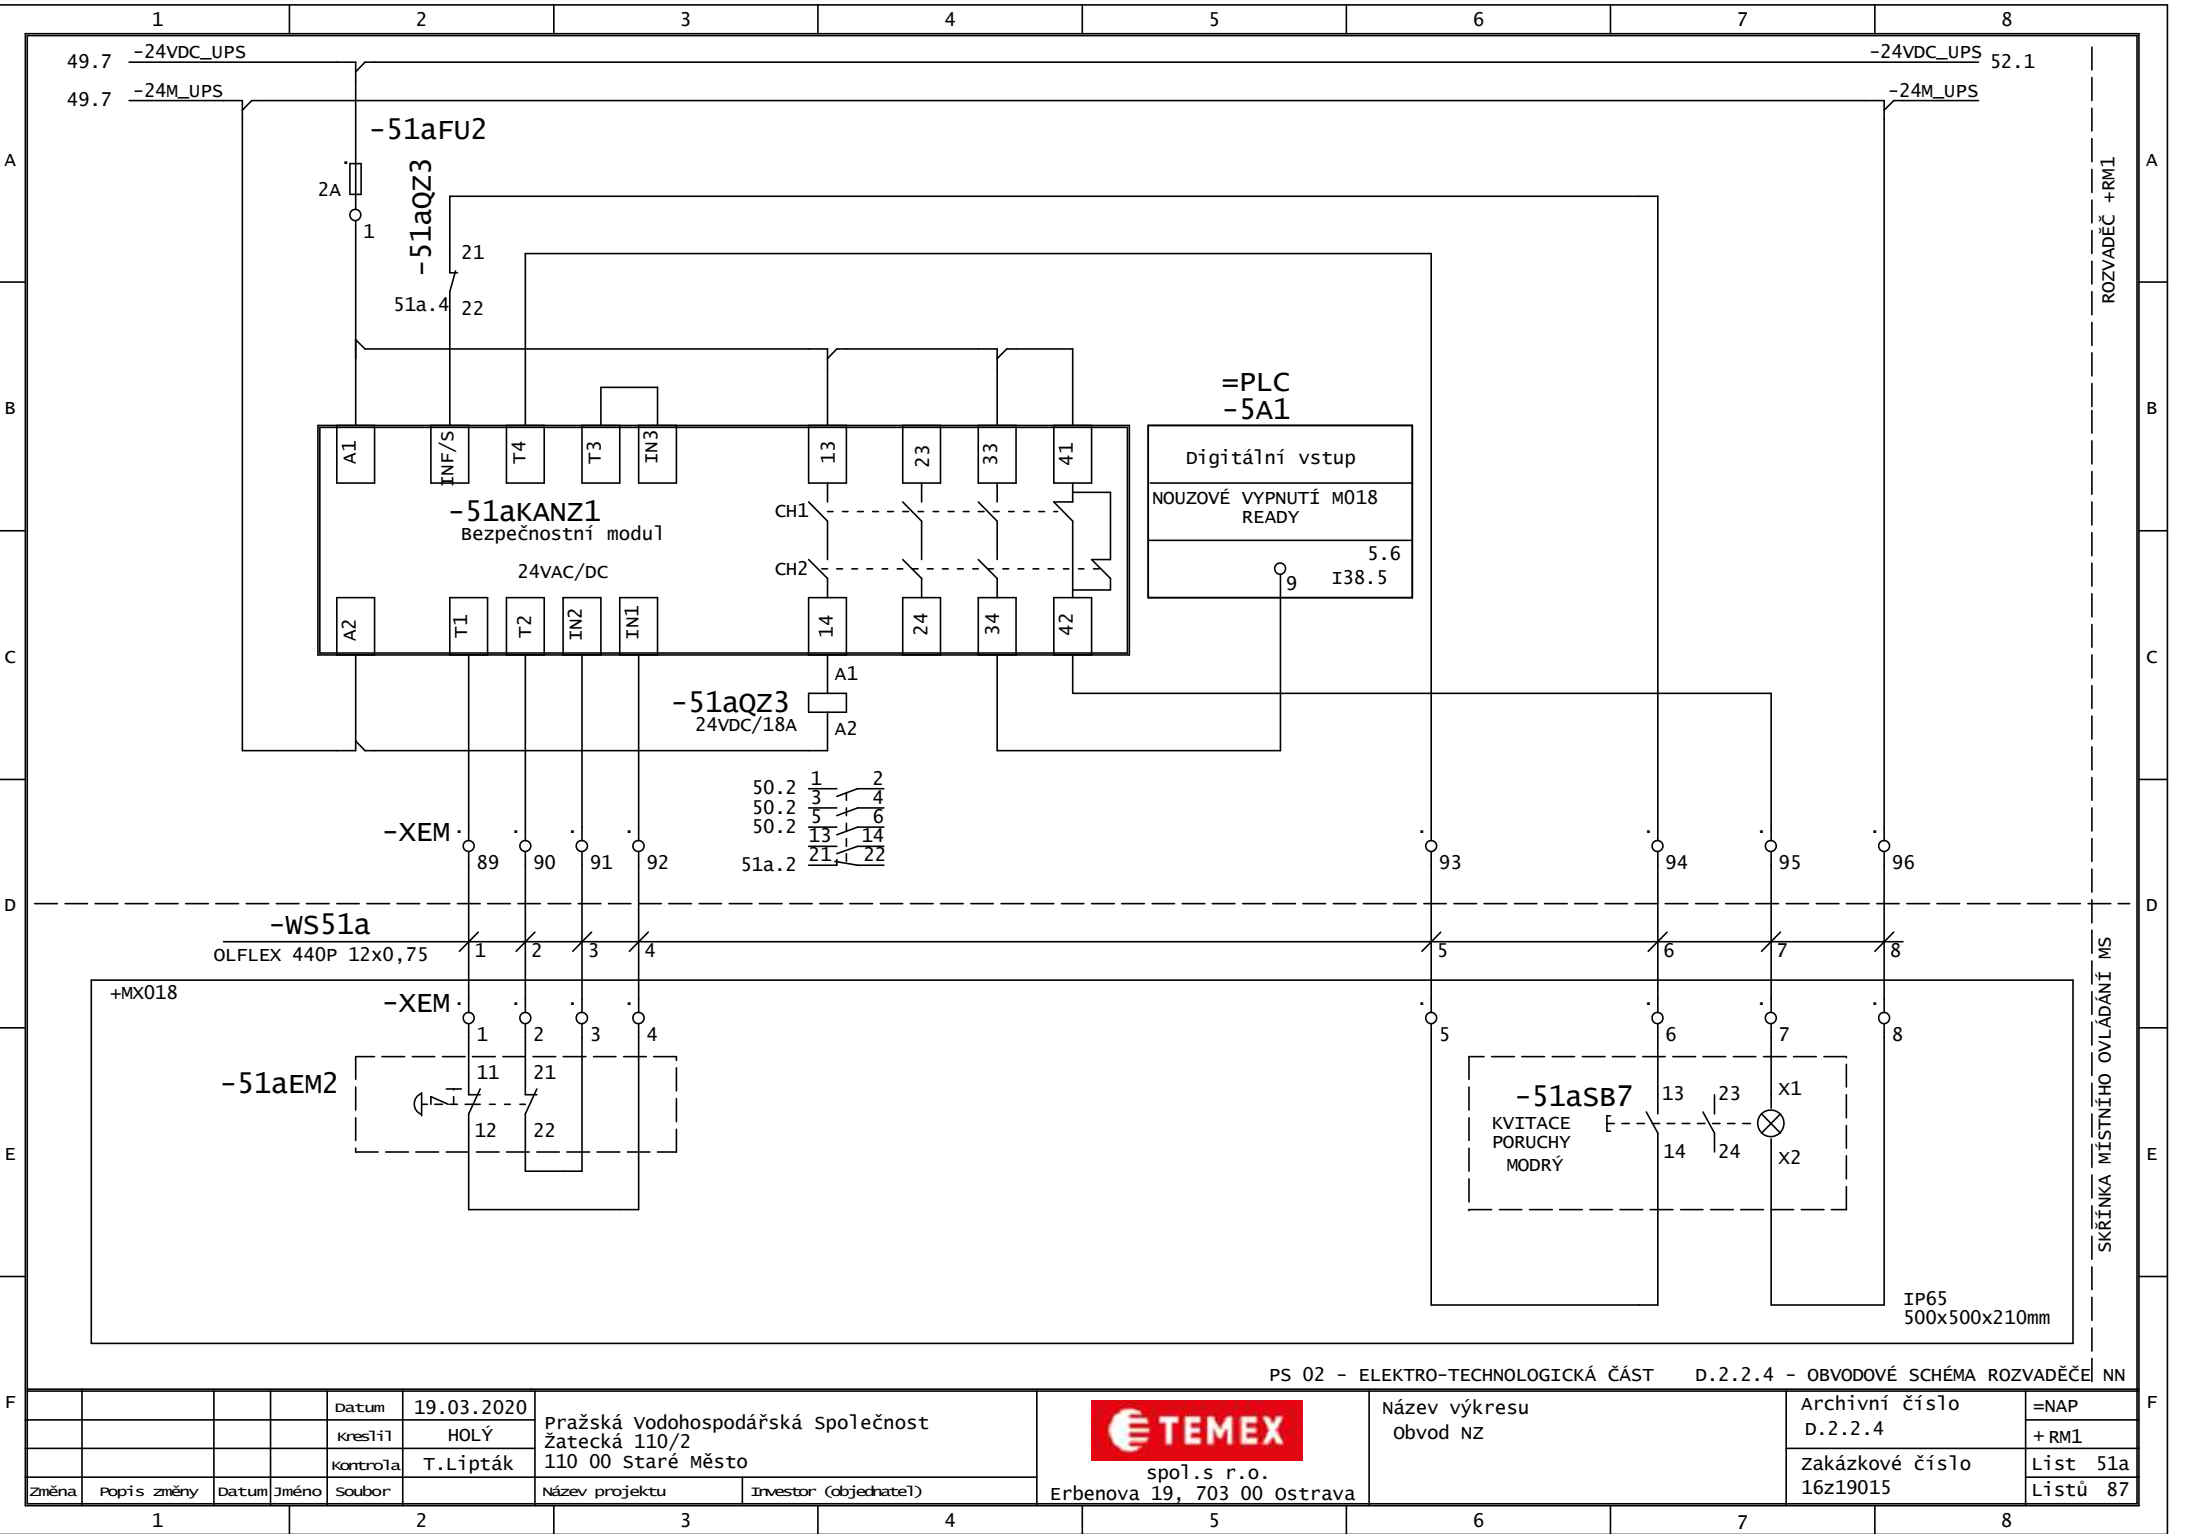 1 2 3 4 5 6 7 8
49.7 -24VDC_UPS -24VDC_UPS 52.1
49.7 -24M_UPS -24M_UPS
-51aFU2
A A
2A
1
-51aQZ3
21
51a.4 22
ROZVADĚČ +RM1
=PLC
-5A1
B B
A1 INF/S T4 T3 IN3 13 23 33 41
Digitální vstup
-51aKANZ1
Bezpečnostní modul
24VAC/DC
CH1
CH2
NOUZOVÉ VYPNUTÍ M018
READY
5.6
9 I38.5
A2 T1 T2 IN2 IN1 14 24 34 42
C C
A1
-51aQZ3
24VDC/18A
A2
50.2 1 2
50.2 3 4
50.2 5 6
13 14
51a.2 21 22
-XEM
89 90 91 92 93 94 95 96
D D
-WS51a
OLFLEX 440P 12x0,75
1 2 3 4 5 6 7 8
+MX018
-XEM
1 2 3 4 5 6 7 8
-51aEM2
11 21
12 22
-51aSB7
KVITACE
PORUCHY
MODRÝ
13 23 X1
14 24 X2
E E
SKŘÍNKA MÍSTNÍHO OVLÁDÁNÍ MS
IP65
500x500x210mm
PS 02 - ELEKTRO-TECHNOLOGICKÁ ČÁST D.2.2.4 - OBVODOVÉ SCHÉMA ROZVADĚČE NN
F F
Datum 19.03.2020
Kreslil HOLÝ
Kontrola T.Lipták
Změna Popis změny Datum Jméno Soubor
Pražská Vodohospodářská Společnost
Žatecká 110/2
110 00 Staré Město
Název projektu Investor (objednatel)
TEMEX
spol.s r.o.
Erbenova 19, 703 00 Ostrava
Název výkresu
Obvod NZ
Archivní číslo
D.2.2.4
Zakázkové číslo
16z19015
=NAP
+RM1
List 51a
Listů 87
1 2 3 4 5 6 7 8